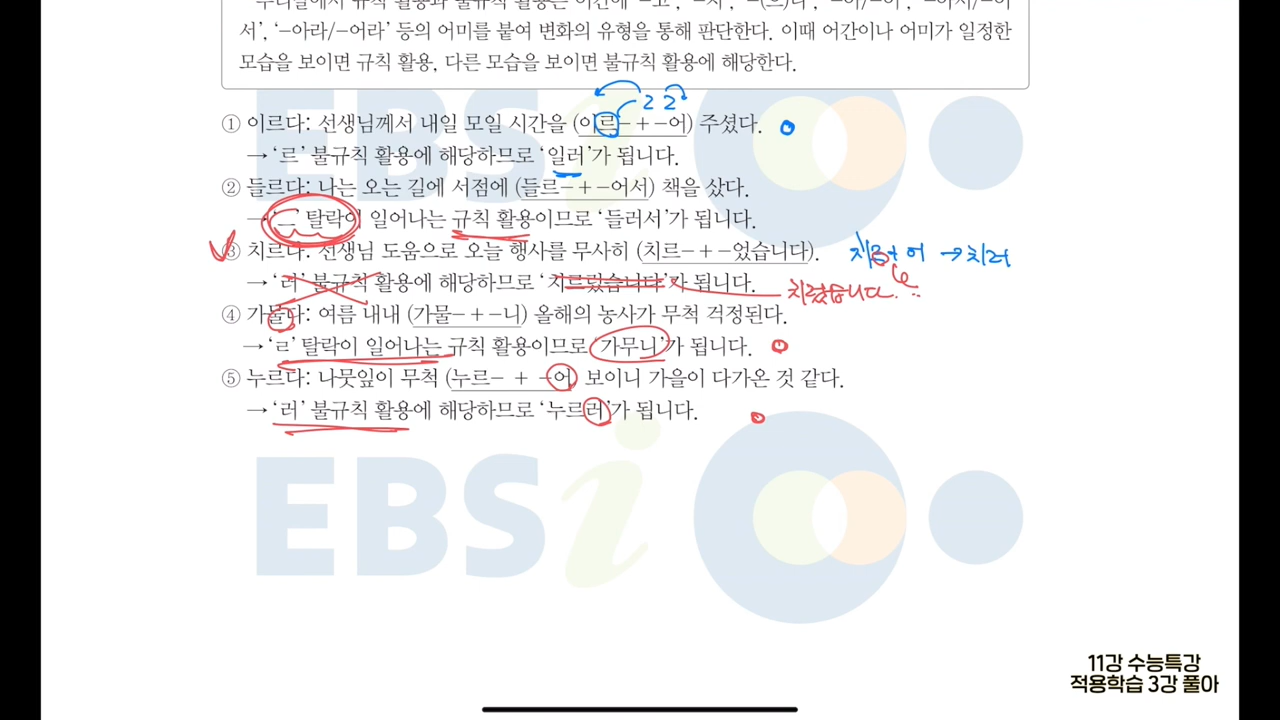 서’, ‘-아라/-어라’ 등의 어미를 붙여 변화의 유형을 통해 판단한다. 이때 어간이나 어미가 일정한
모습을 보이면 규칙 활용, 다른 모습을 보이면 불규칙 활용에 해당한다.
ㄹ ㄹ
① 이르다: 선생님께서 내일 모일 시간을 (이르-+-어) 주셨다.
→ ‘르’ 불규칙 활용에 해당하므로 ‘일러’가 됩니다.
② 들르다: 나는 오는 길에 서점에 (들르-+-어서) 책을 샀다.
→ ‘ㅡ’ 탈락이 일어나는 규칙 활용이므로 ‘들러서’가 됩니다.
③ 치르다: 선생님 도움으로 오늘 행사를 무사히 (치르-+-었습니다). 치르+어 →치러
→ ‘러’ 불규칙 활용에 해당하므로 ‘치르렀습니다’가 됩니다. 치렀습니다.
④ 가물다: 여름 내내 (가물-+-니) 올해의 농사가 무척 걱정된다.
→ ‘ㄹ’ 탈락이 일어나는 규칙 활용이므로 ‘가무니’가 됩니다.
⑤ 누르다: 나뭇잎이 무척 (누르- + -어) 보이니 가을이 다가온 것 같다.
→ ‘러’ 불규칙 활용에 해당하므로 ‘누르러’가 됩니다.
EBSi
EBSi
11강 수능특강
적용학습 3강 풀아